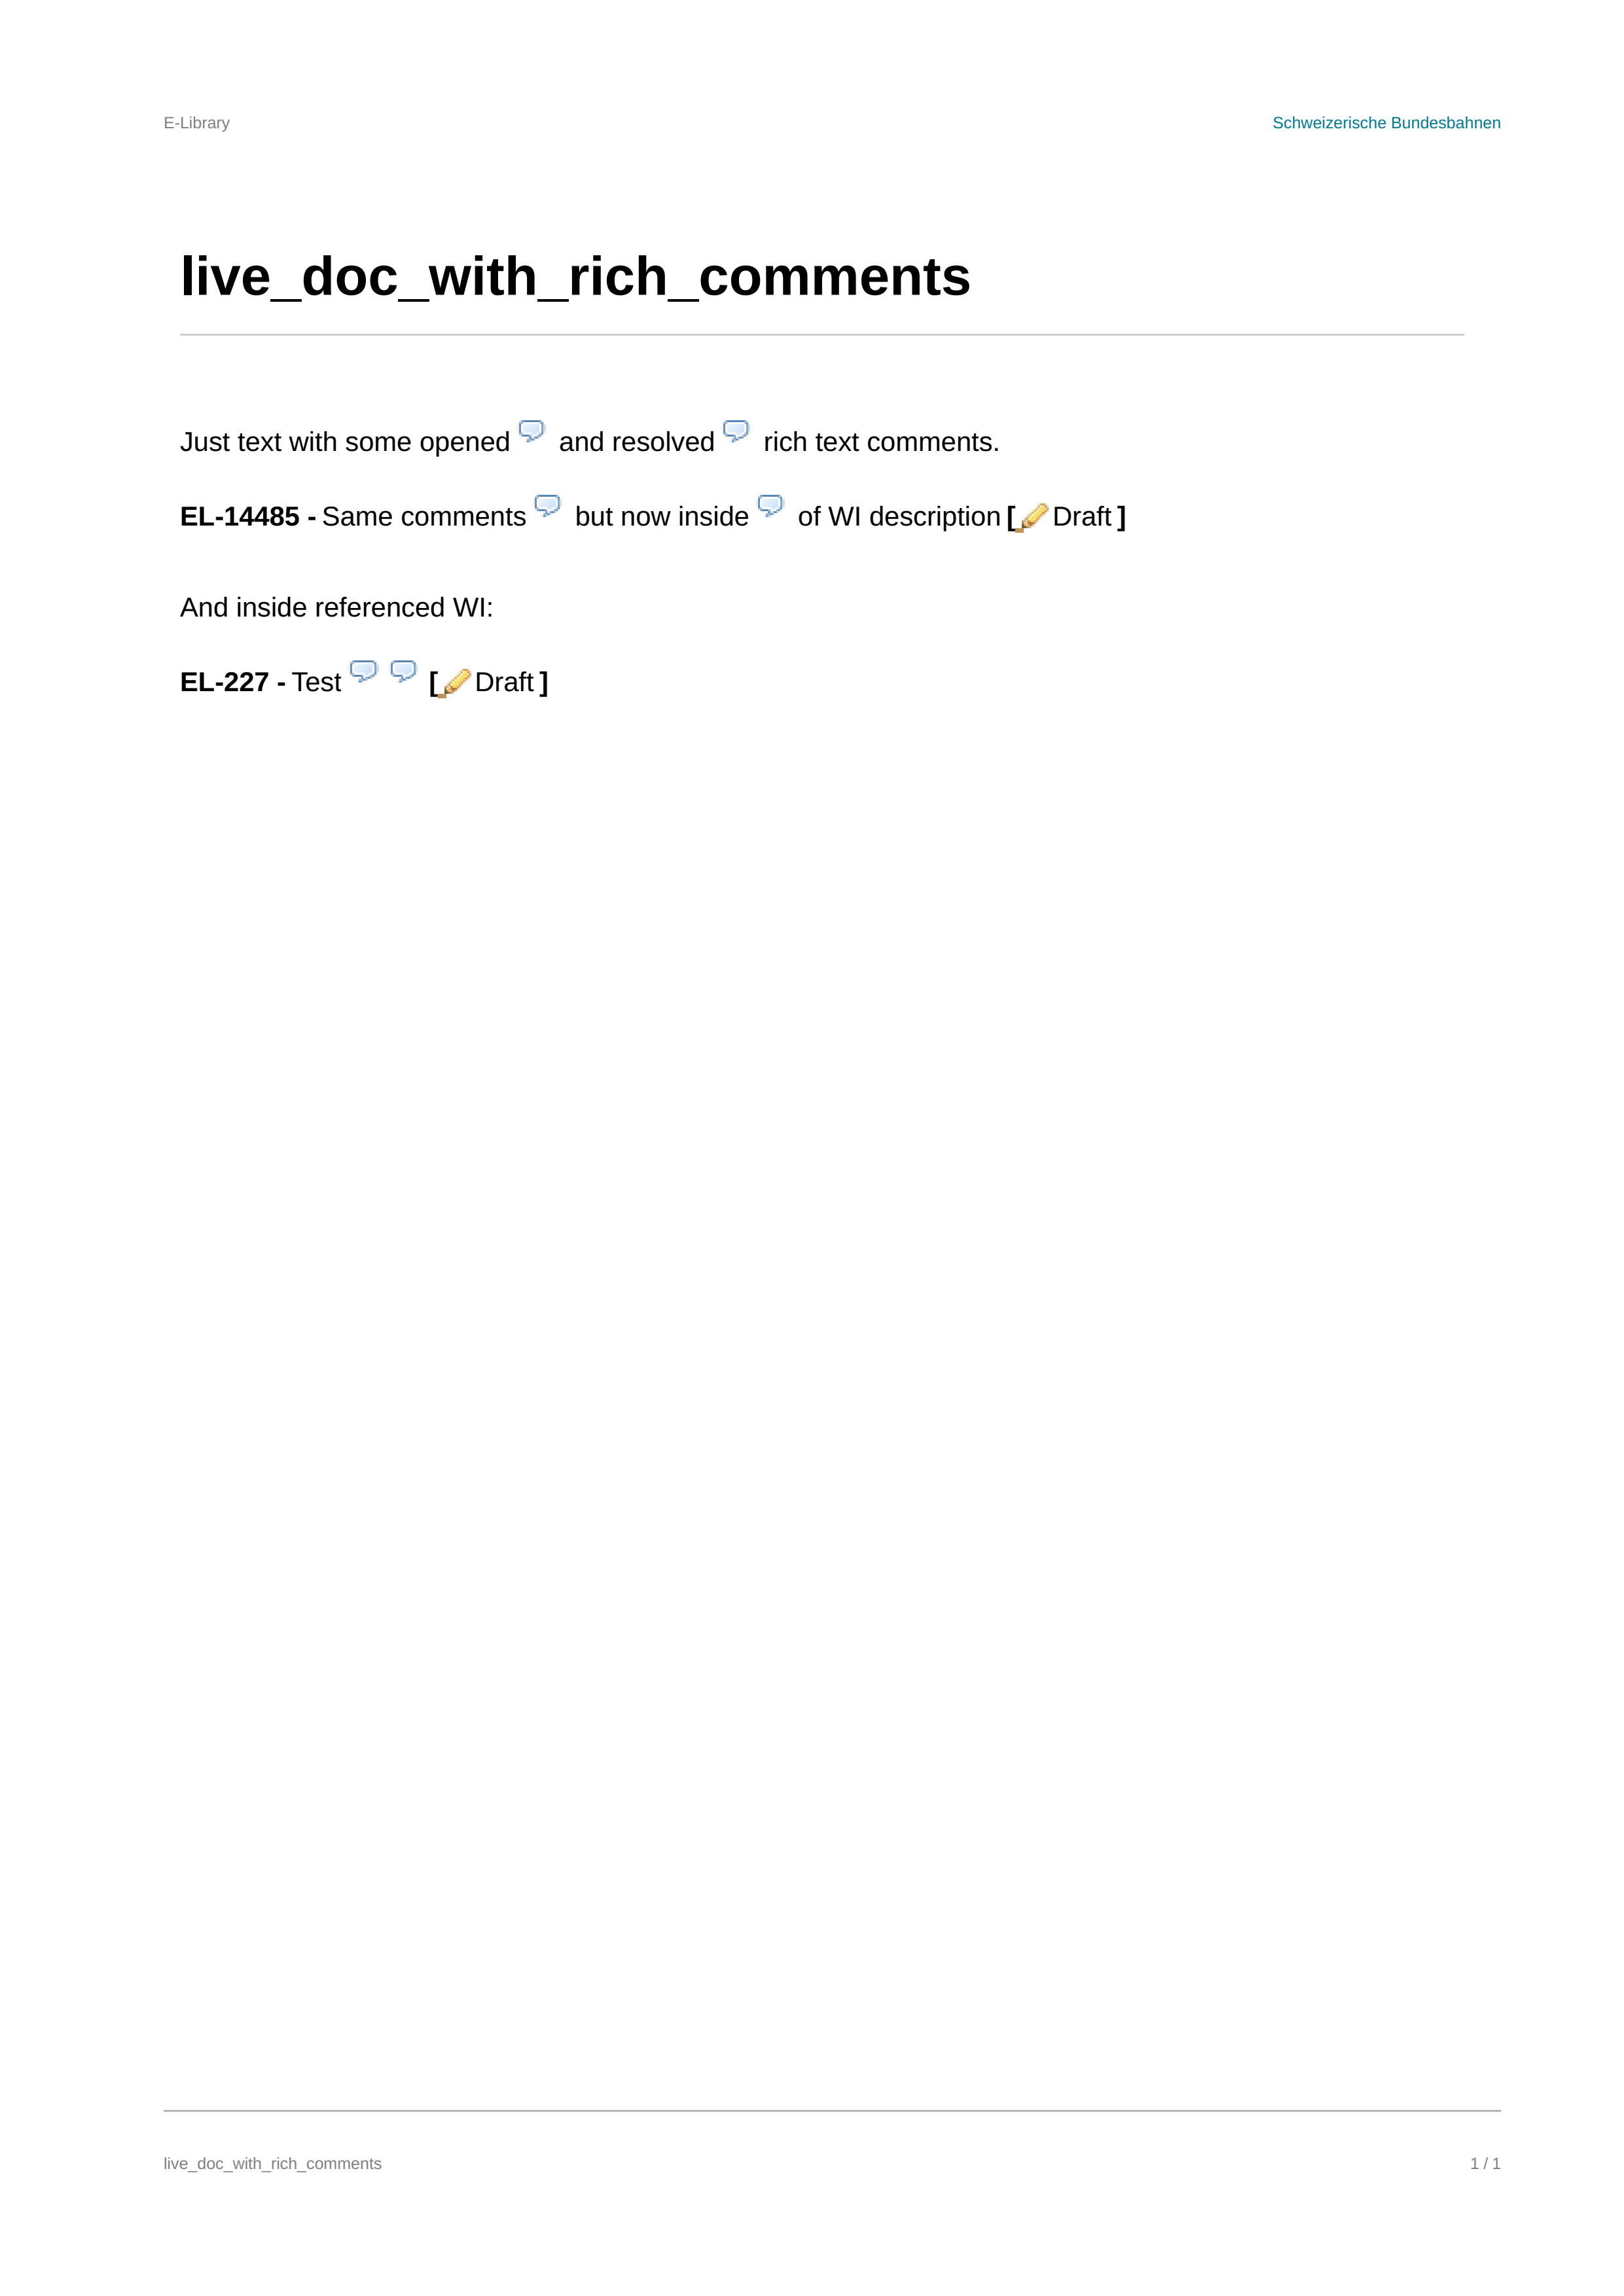 E-Library
Schweizerische Bundesbahnen
live_doc_with_rich_comments
Just text with some opened and resolved rich text comments.
EL-14485 - Same comments but now inside of WI description [ Draft ]
And inside referenced WI:
EL-227 - Test [ Draft ]
live_doc_with_rich_comments
1 / 1